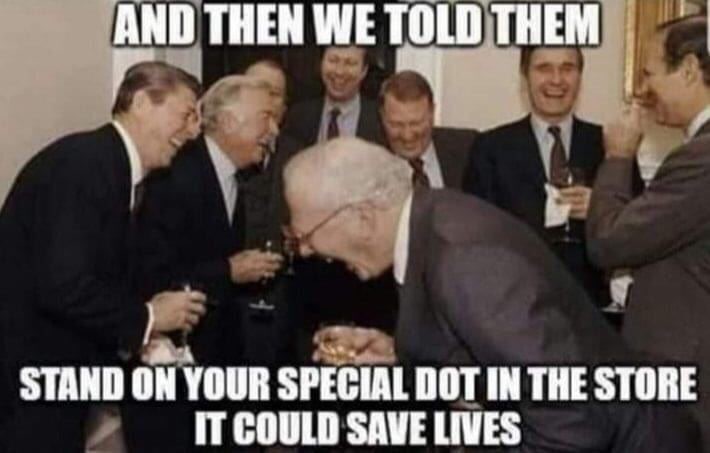 AND THEN WE TOLD THEM
STAND ON YOUR SPECIAL DOT IN THE STORE
IT COULD SAVE LIVES